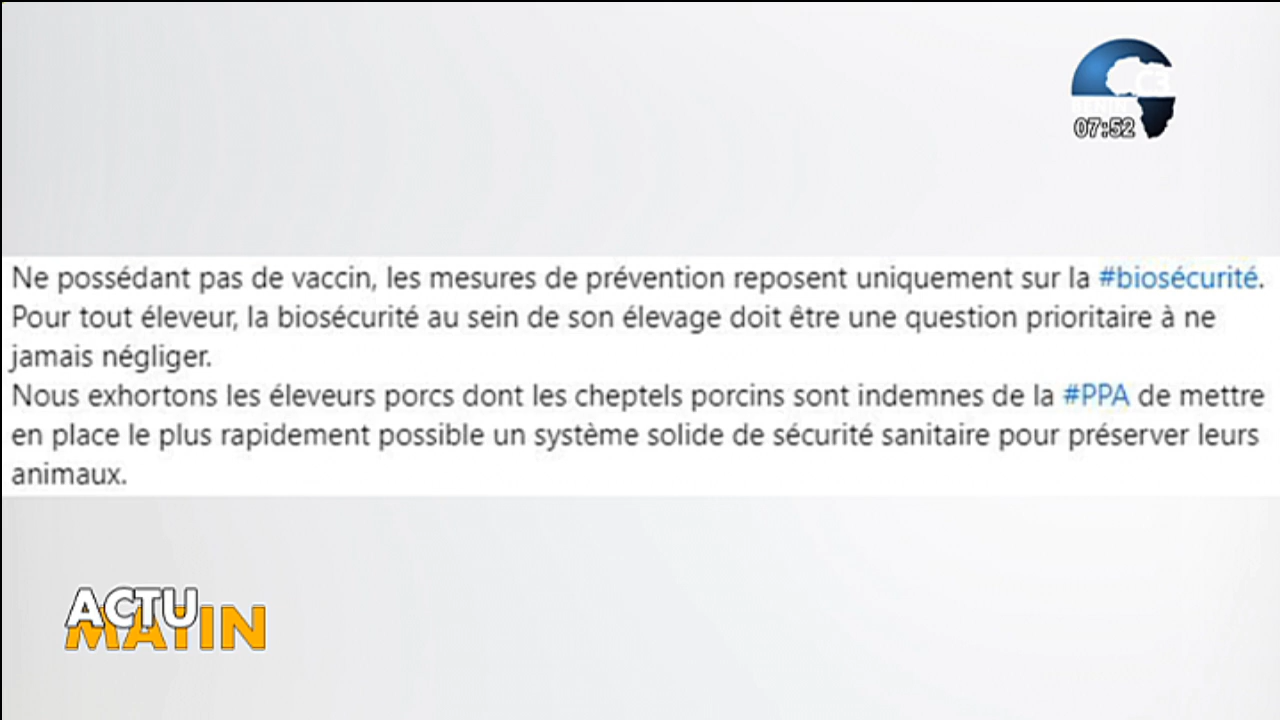 07:52
Ne possédant pas de vaccin, les mesures de prévention reposent uniquement sur la #biosécurité.
Pour tout éleveur, la biosécurité au sein de son élevage doit être une question prioritaire à ne
jamais négliger.
Nous exhortons les éleveurs porcs dont les cheptels porcins sont indemnes de la #PPA de mettre
en place le plus rapidement possible un système solide de sécurité sanitaire pour préserver leurs
animaux.
ACTU
MATIN